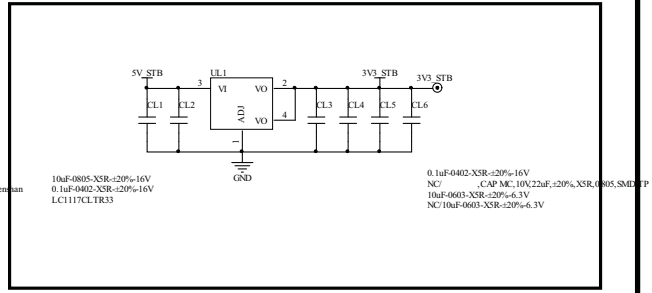 5V_STB
UL1
3V3_STB
3V3_STB
3
VI
VO
2
CL1
CL2
ADJ
VO
4
CL3
CL4
CL5
CL6
1
GND
10uF-0805-X5R-±20%-16V
0.1uF-0402-X5R-±20%-16V
LC1117CLTR33
0.1uF-0402-X5R-±20%-16V
NC/ ,CAP MC,10V,22uF,±20%,X5R,0805,SMD,TP
10uF-0603-X5R-±20%-6.3V
NC/10uF-0603-X5R-±20%-6.3V